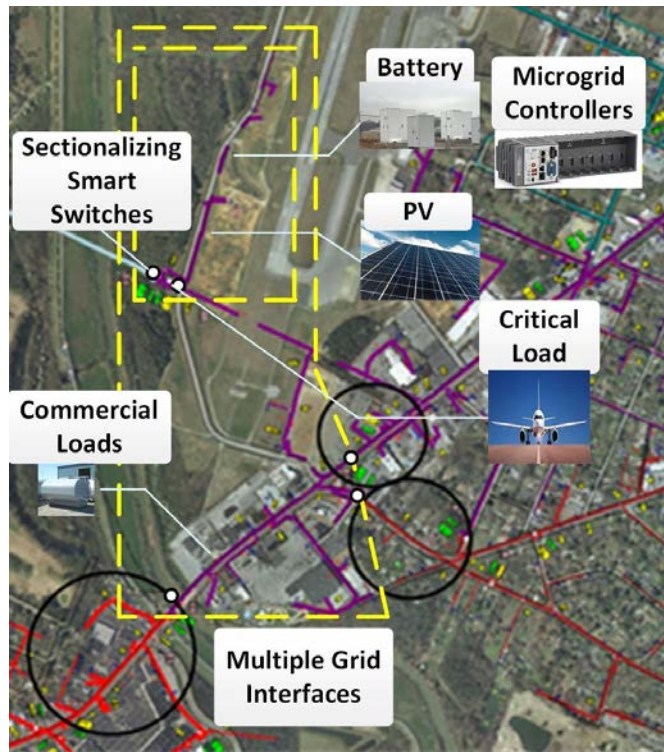 Battery
Microgrid
Controllers
Sectionalizing
Smart
Switches
PV
Critical
Load
Commercial
Loads
Multiple Grid
Interfaces